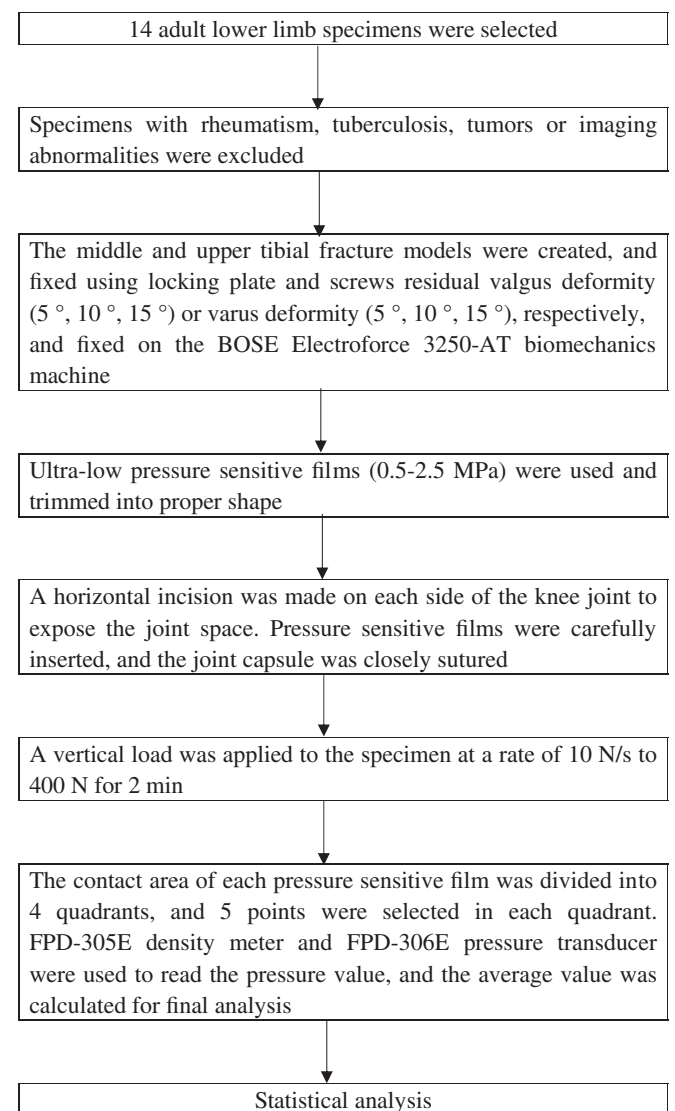 14 adult lower limb specimens were selected
Specimens with rheumatism, tuberculosis, tumors or imaging
abnormalities were excluded
The middle and upper tibial fracture models were created, and
fixed using locking plate and screws residual valgus deformity
(5 °, 10 °, 15 °) or varus deformity (5 °, 10 °, 15 °), respectively,
and fixed on the BOSE Electroforce 3250-AT biomechanics
machine
Ultra-low pressure sensitive films (0.5-2.5 MPa) were used and
trimmed into proper shape
A horizontal incision was made on each side of the knee joint to
expose the joint space. Pressure sensitive films were carefully
inserted, and the joint capsule was closely sutured
A vertical load was applied to the specimen at a rate of 10 N/s to
400 N for 2 min
The contact area of each pressure sensitive film was divided into
4 quadrants, and 5 points were selected in each quadrant.
FPD-305E density meter and FPD-306E pressure transducer
were used to read the pressure value, and the average value was
calculated for final analysis
Statistical analysis